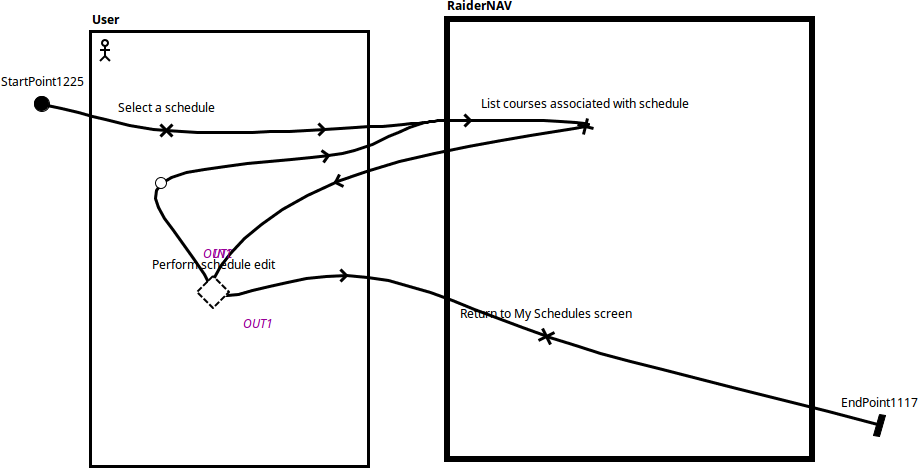 RaiderNAV
User
StartPoint1225
Select a schedule
List courses associated with schedule
Perform schedule edit
OUT1
Return to My Schedules screen
EndPoint1117